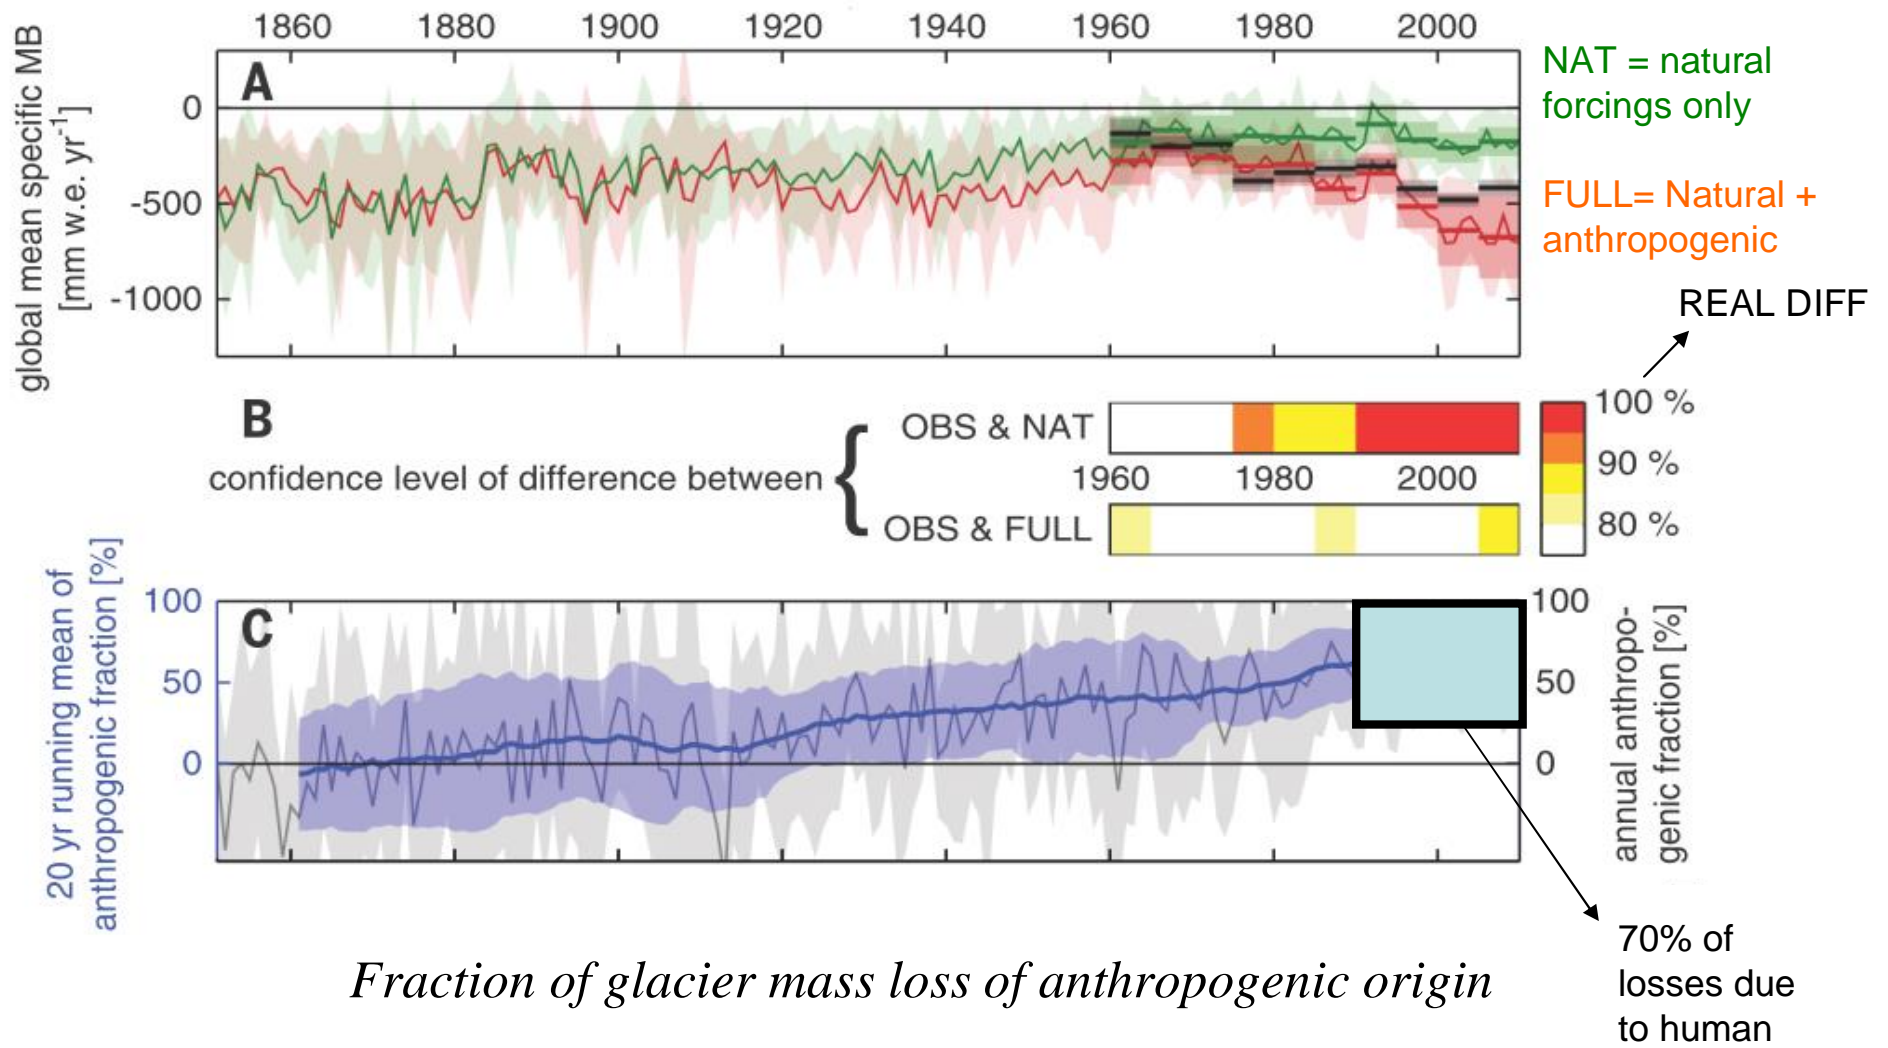 1860 1880 1900 1920 1940 1960 1980 2000
global mean specific MB
[mm w.e. yr-1]
A
0
-500
-1000
NAT = natural
forcings only
FULL= Natural +
anthropogenic
REAL DIFF
B
confidence level of difference between {
OBS & NAT
1960 1980 2000
OBS & FULL
100 %
90 %
80 %
20 yr running mean of
anthropogenic fraction [%]
C
100
50
0
100
50
0
annual anthropo-
genic fraction [%]
70% of
losses due
to human
Fraction of glacier mass loss of anthropogenic origin